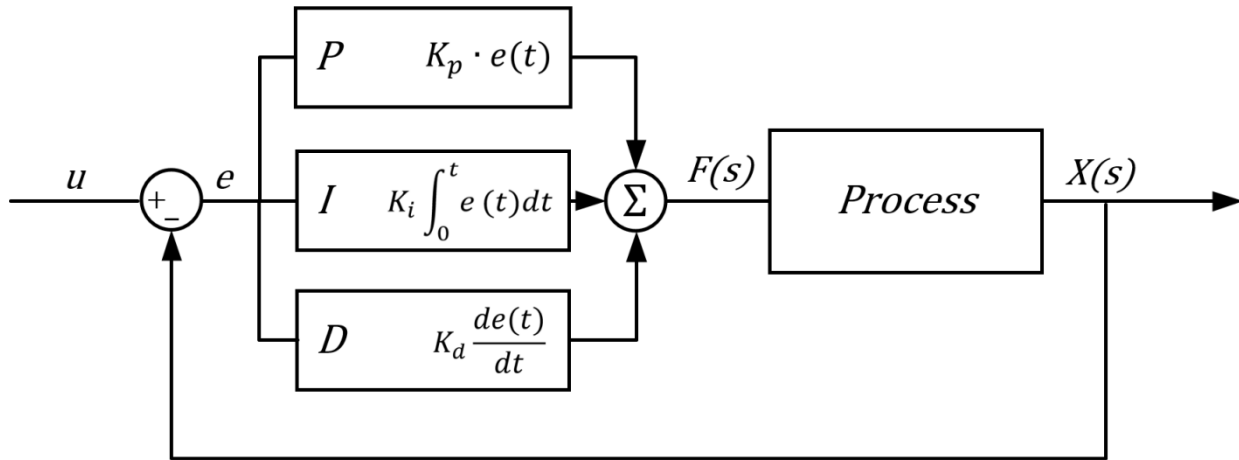 P K_p · e(t)
u
+
−
e
I K_i ∫_0^t e (t)dt
Σ
F(s)
Process
X(s)
D K_d de(t)/dt